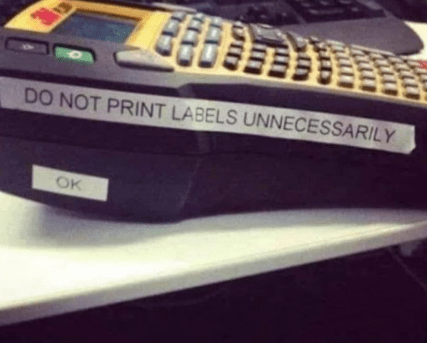 DO NOT PRINT LABELS UNNECESSARILY
OK